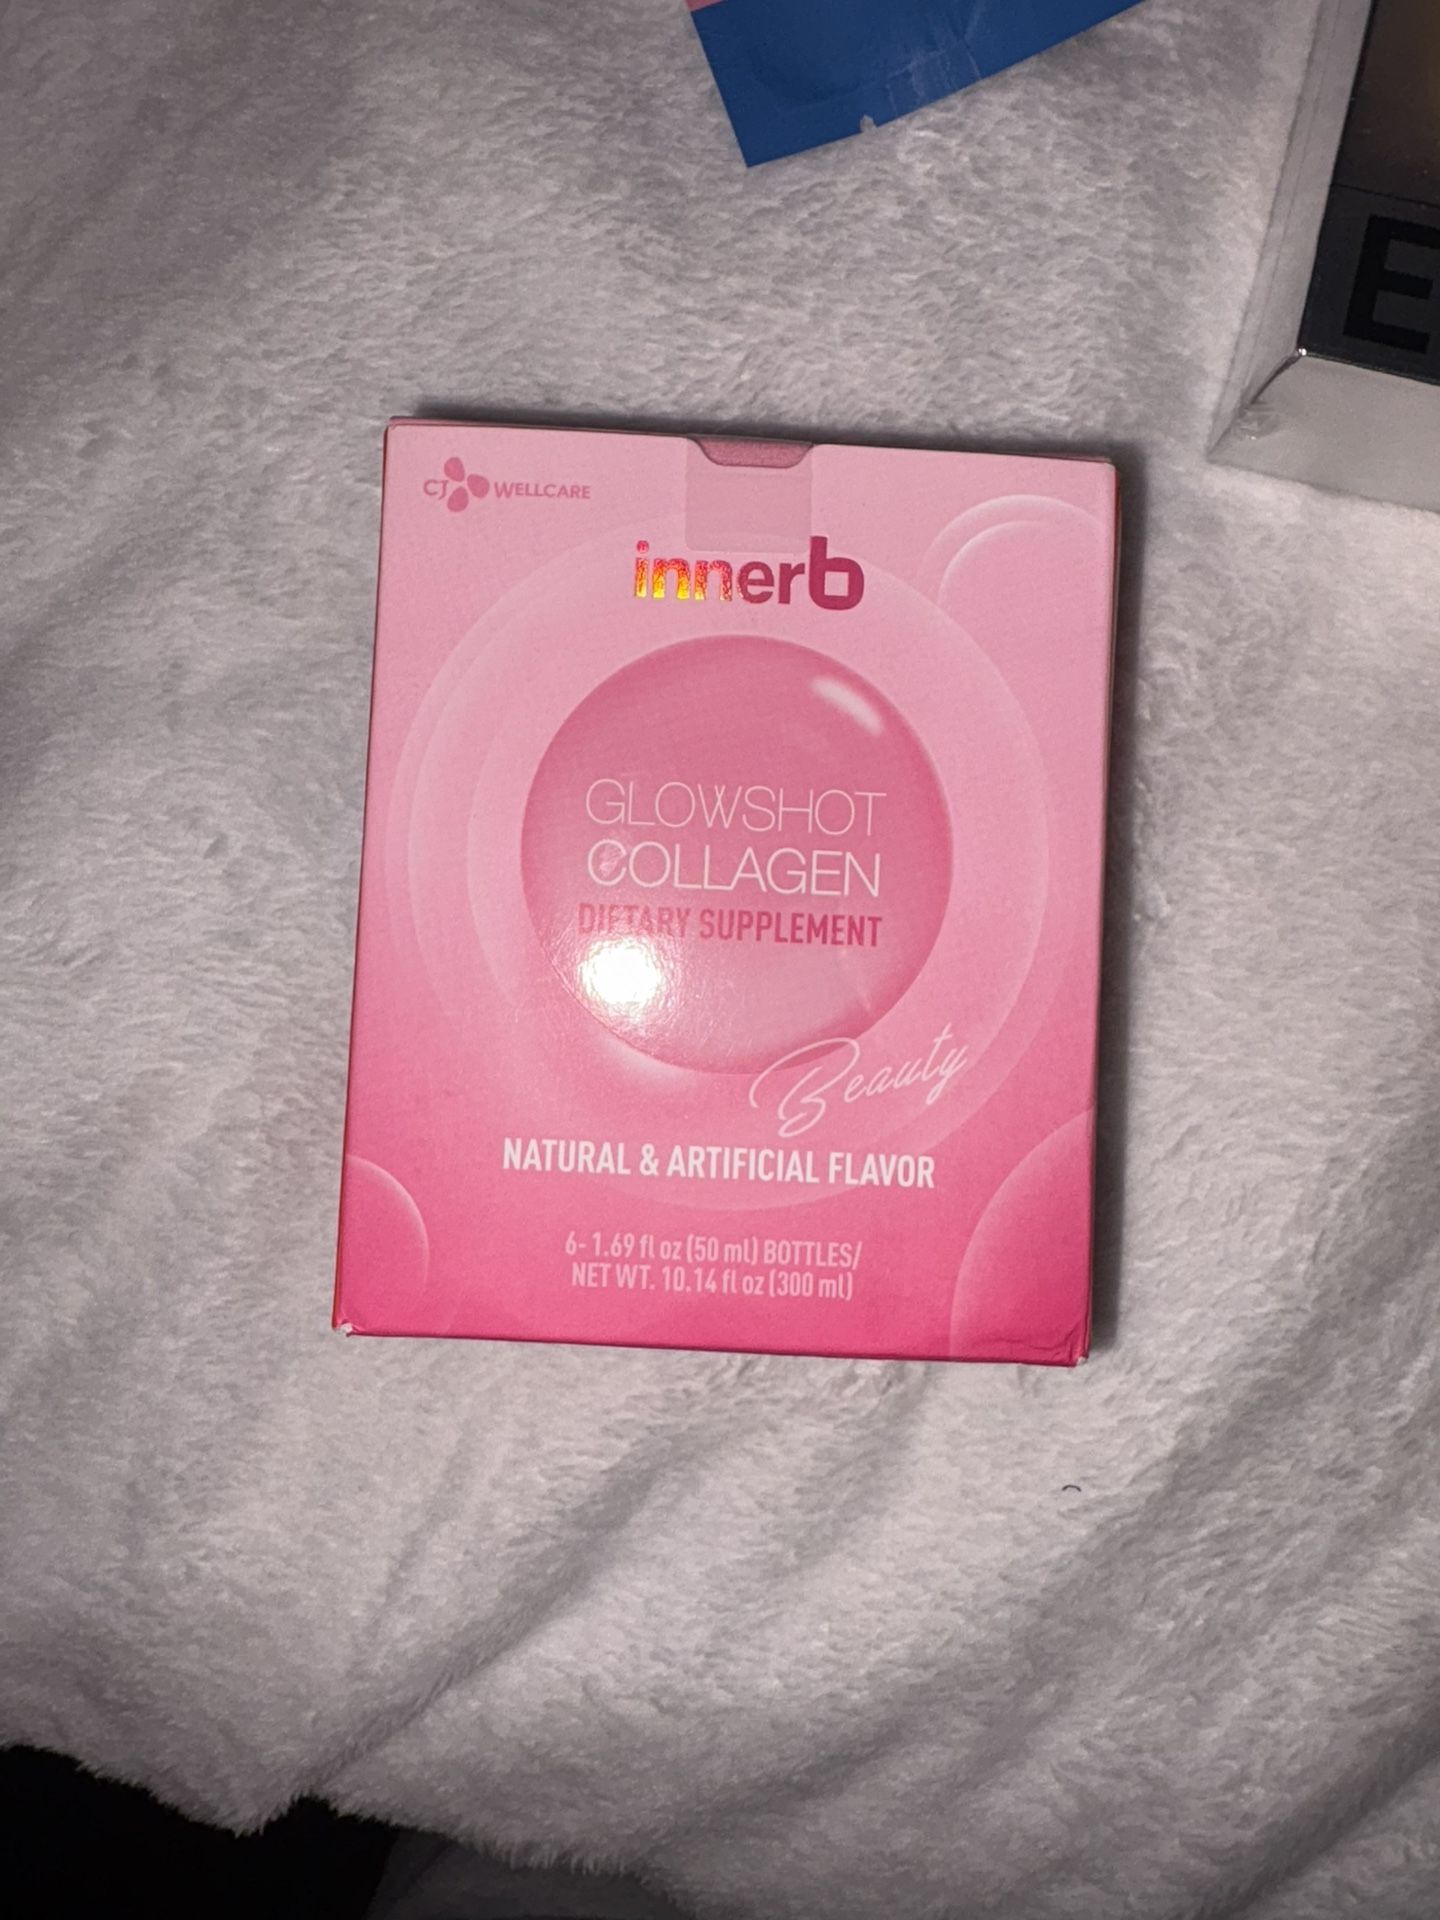 CJ WELLCARE
innerb
GLOWSHOT
COLLAGEN
DIETARY SUPPLEMENT
Beauty
NATURAL & ARTIFICIAL FLAVOR
6- 1.69 fl oz (50 ml) BOTTLES/
NET WT. 10.14 fl oz (300 ml)
E